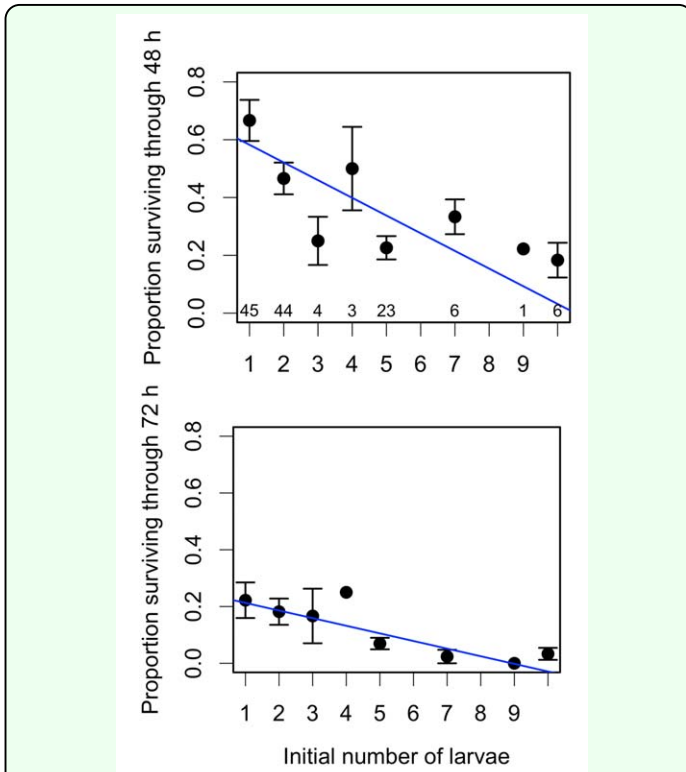 Proportion surviving through 48 h
0.8
0.6
0.4
0.2
0.0
45 44 4 3 23 6 1 6
1 2 3 4 5 6 7 8 9
Proportion surviving through 72 h
0.8
0.6
0.4
0.2
0.0
1 2 3 4 5 6 7 8 9
Initial number of larvae